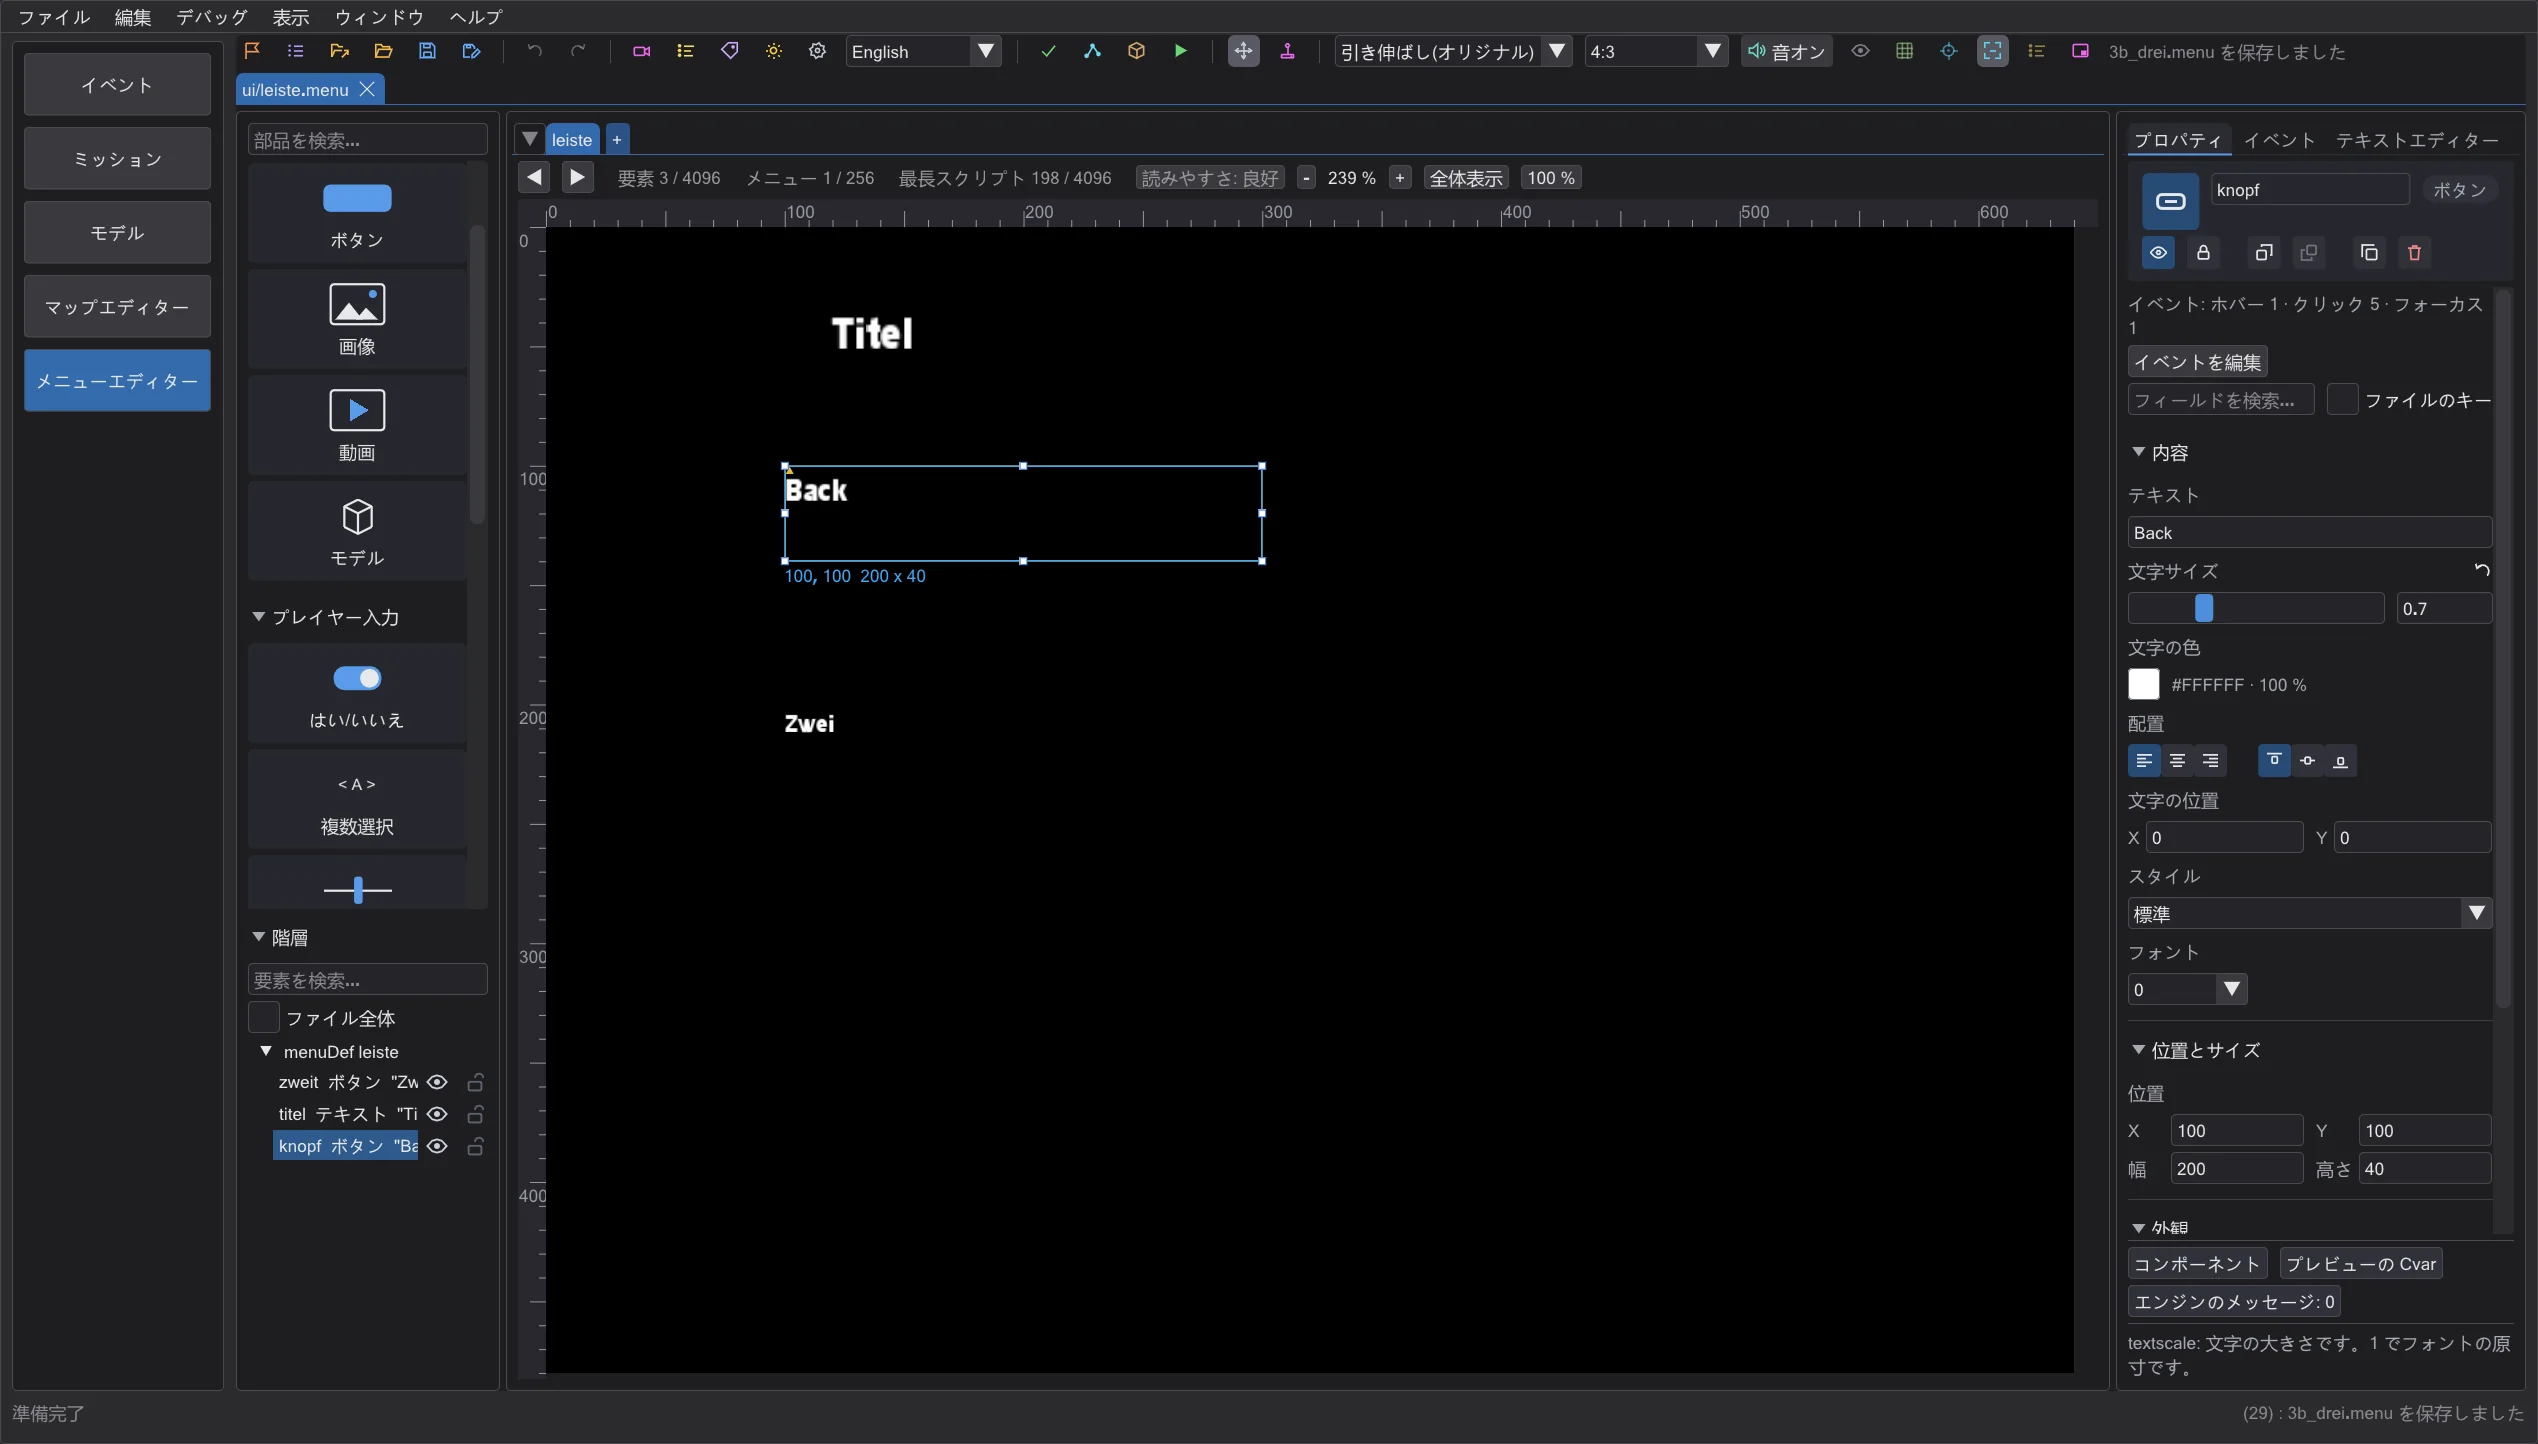 ファイル 編集 デバッグ 表示 ウィンドウ ヘルプ
English 引き伸ばし(オリジナル) 4:3 音オン 3b_drei.menu を保存しました
イベント
ミッション
モデル
マップエディター
メニューエディター
ui/leiste.menu
部品を検索...
ボタン
画像
動画
モデル
プレイヤー入力
はい/いいえ
< A >
複数選択
階層
要素を検索...
ファイル全体
menuDef leiste
zweit ボタン "Zw
titel テキスト "Ti
knopf ボタン "Ba
leiste +
要素 3 / 4096 メニュー 1 / 256 最長スクリプト 198 / 4096 読みやすさ: 良好 - 239 % + 全体表示 100 %
0 100 200 300 400 500 600
0
100
200
300
400
Titel
Back
100, 100 200 x 40
Zwei
プロパティ イベント テキストエディター
knopf ボタン
イベント: ホバー 1 · クリック 5 · フォーカス
1
イベントを編集
フィールドを検索... ファイルのキー
内容
テキスト
Back
文字サイズ
0.7
文字の色
#FFFFFF · 100 %
配置
文字の位置
X 0 Y 0
スタイル
標準
フォント
0
位置とサイズ
位置
X 100 Y 100
幅 200 高さ 40
外観
コンポーネント プレビューの Cvar
エンジンのメッセージ: 0
textscale: 文字の大きさです。1 でフォントの原
寸です。
準備完了
(29) : 3b_drei.menu を保存しました